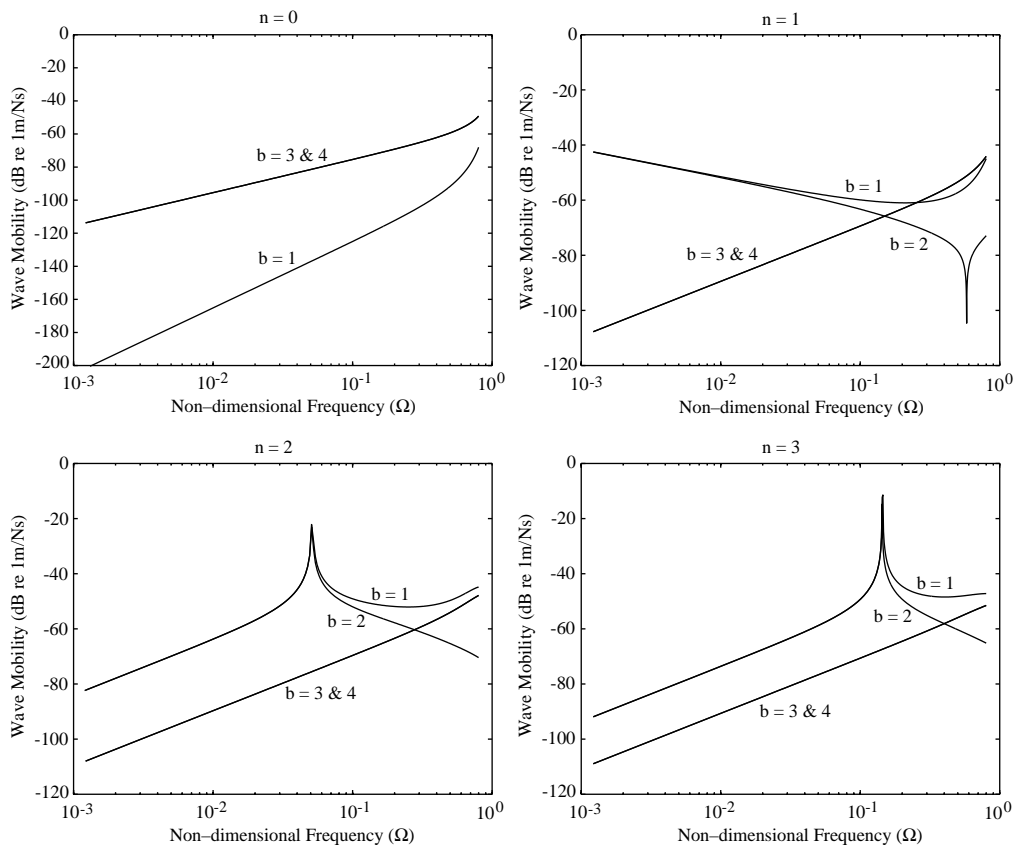 n = 0
0
-20
-40
-60
-80
-100
-120
-140
-160
-180
-200
Wave Mobility (dB re 1m/Ns)
b = 3 & 4
b = 1
10-3
10-2
10-1
100
Non–dimensional Frequency (Ω)
n = 1
0
-20
-40
-60
-80
-100
-120
Wave Mobility (dB re 1m/Ns)
b = 1
b = 2
b = 3 & 4
10-3
10-2
10-1
100
Non–dimensional Frequency (Ω)
n = 2
0
-20
-40
-60
-80
-100
-120
Wave Mobility (dB re 1m/Ns)
b = 1
b = 2
b = 3 & 4
10-3
10-2
10-1
100
Non–dimensional Frequency (Ω)
n = 3
0
-20
-40
-60
-80
-100
-120
Wave Mobility (dB re 1m/Ns)
b = 1
b = 2
b = 3 & 4
10-3
10-2
10-1
100
Non–dimensional Frequency (Ω)